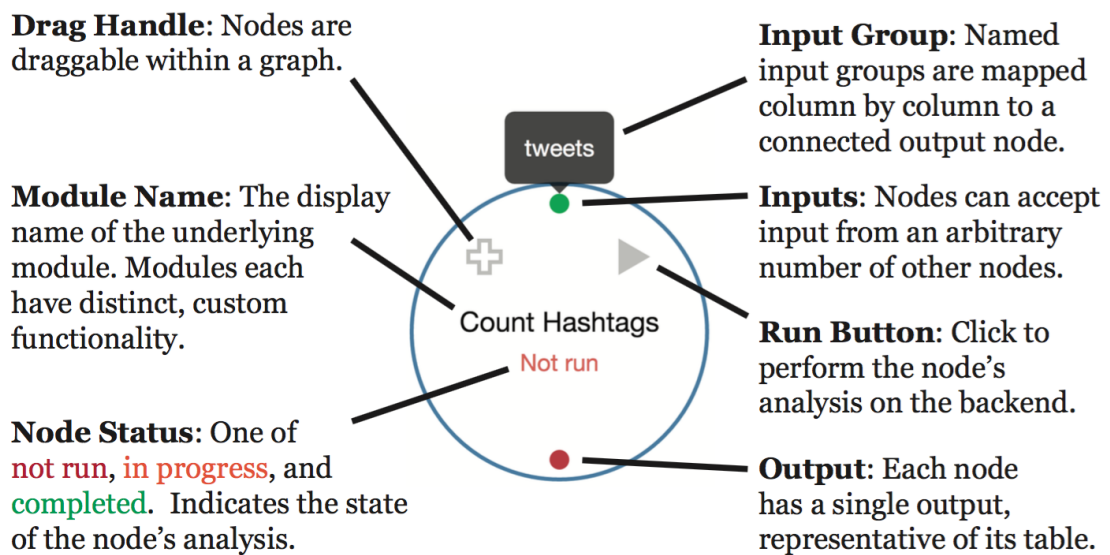 Drag Handle: Nodes are
draggable within a graph.
Module Name: The display
name of the underlying
module. Modules each
have distinct, custom
functionality.
Node Status: One of
not run, in progress, and
completed.  Indicates the state
of the node’s analysis.
tweets
Count Hashtags
Not run
Input Group: Named
input groups are mapped
column by column to a
connected output node.
Inputs: Nodes can accept
input from an arbitrary
number of other nodes.
Run Button: Click to
perform the node’s
analysis on the backend.
Output: Each node
has a single output,
representative of its table.